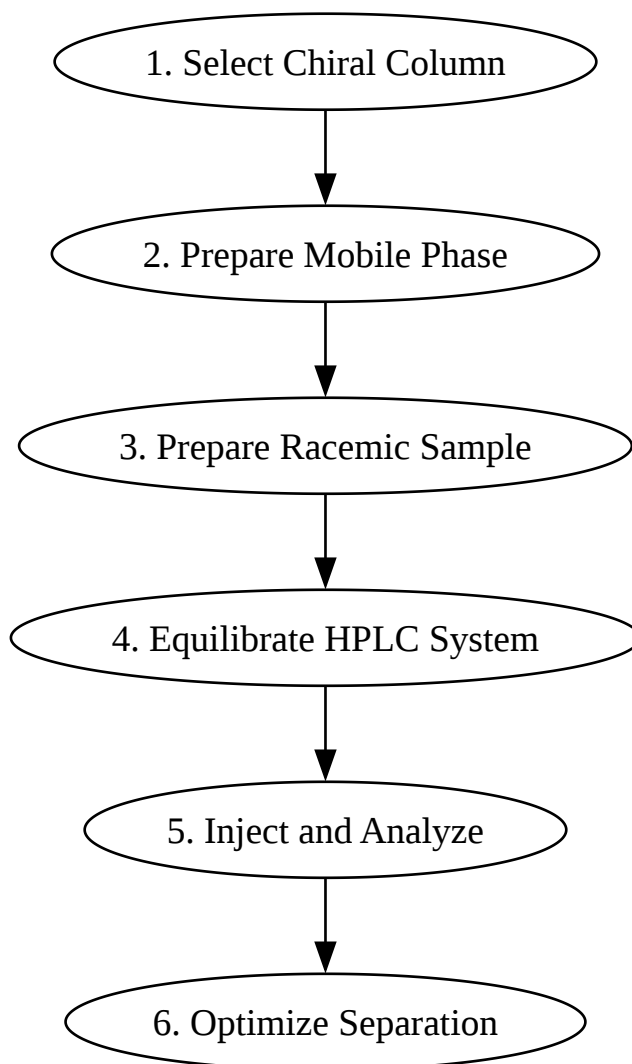 1. Select Chiral Column
2. Prepare Mobile Phase
3. Prepare Racemic Sample
4. Equilibrate HPLC System
5. Inject and Analyze
6. Optimize Separation